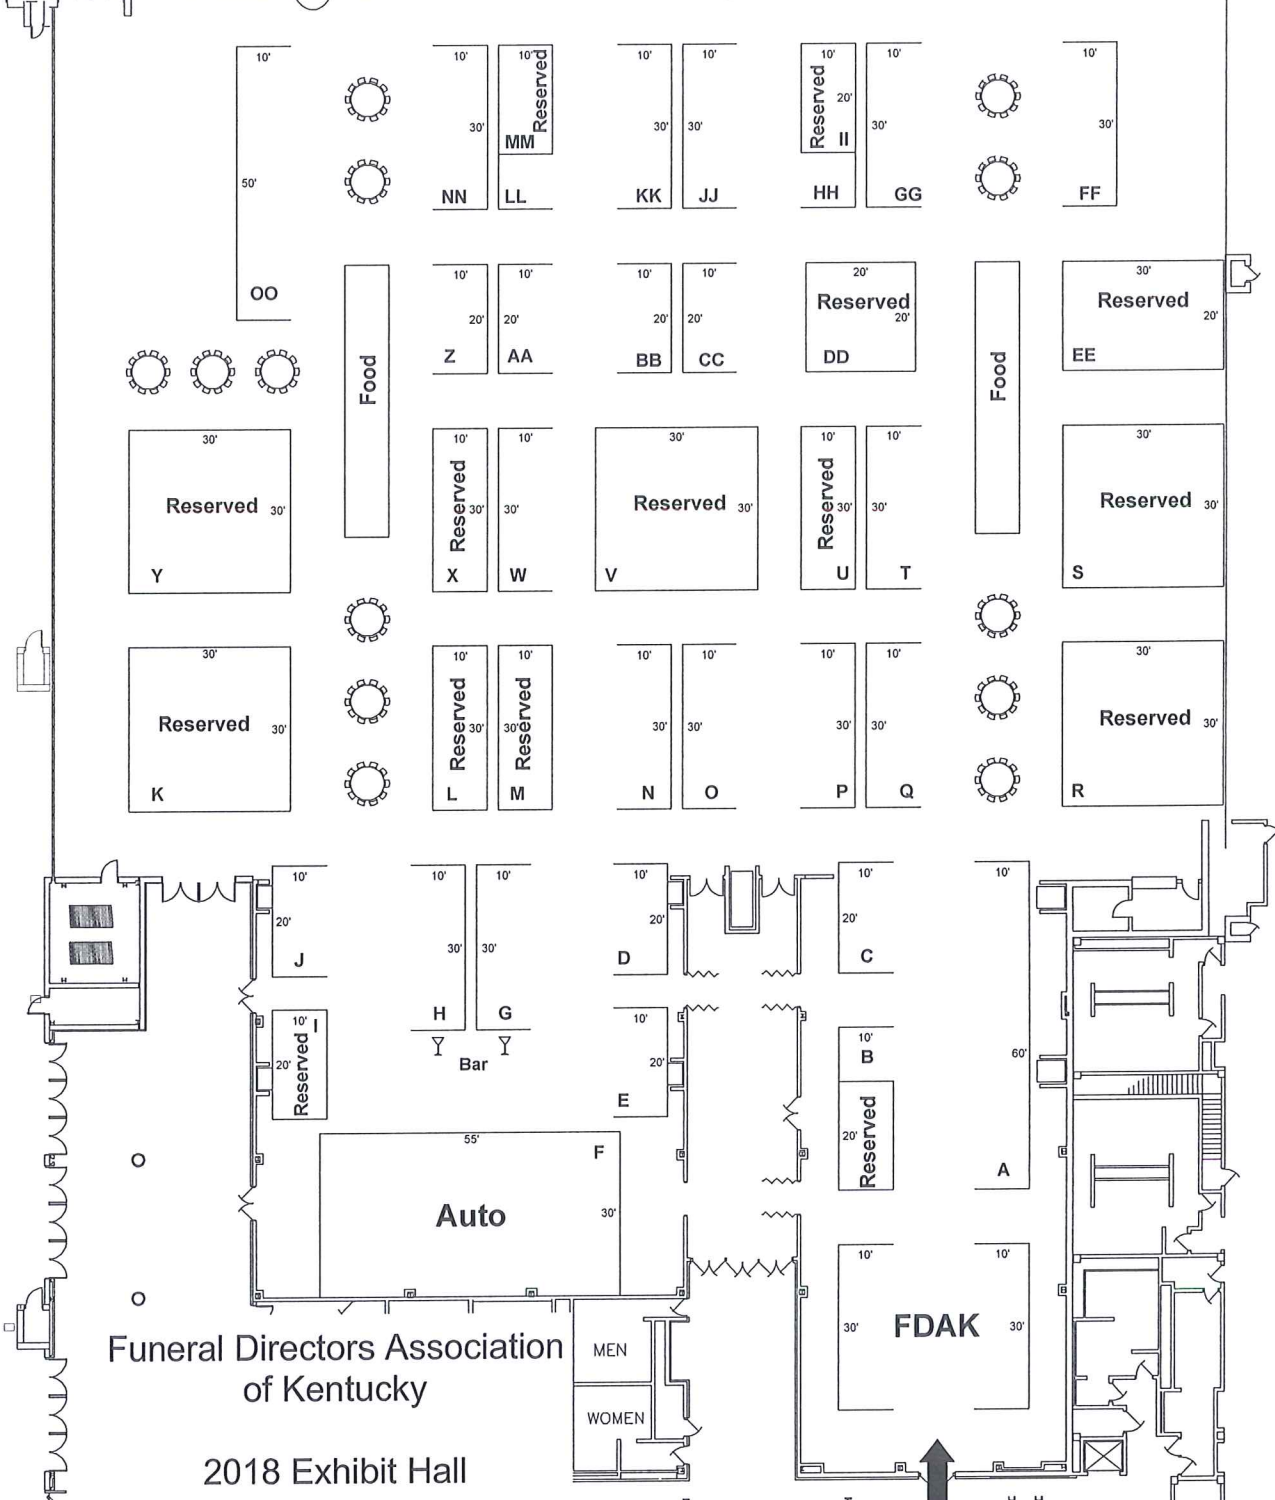 10' 10' 10' 10' 10' 10' 10' 10'
Reserved Reserved
20'
30' 30' 30' 30' 30'
MM II
50'
NN LL KK JJ HH GG FF
10' 10' 10' 10' 20' 30'
OO Reserved Reserved
20' 20' 20' 20' 20' 20'
Z AA BB CC DD EE
Food Food
30' 10' 10' 30' 10' 10' 30'
Reserved Reserved Reserved Reserved Reserved
30' 30' 30' 30' 30' 30' 30'
Y X W V U T S
30' 10' 10' 10' 10' 10' 10' 30'
Reserved Reserved Reserved Reserved
30' 30' 30' 30' 30' 30' 30' 30'
K L M N O P Q R
10' 10' 10' 10' 10' 10'
20' 30' 30' 20' 20'
J D C
H G
10' I 10' 10'
Reserved 20' Bar 20' B
60'
E
55' F Reserved 20'
A
Auto 30'
10' 10'
30' FDAK 30'
Funeral Directors Association
of Kentucky
MEN
WOMEN
2018 Exhibit Hall